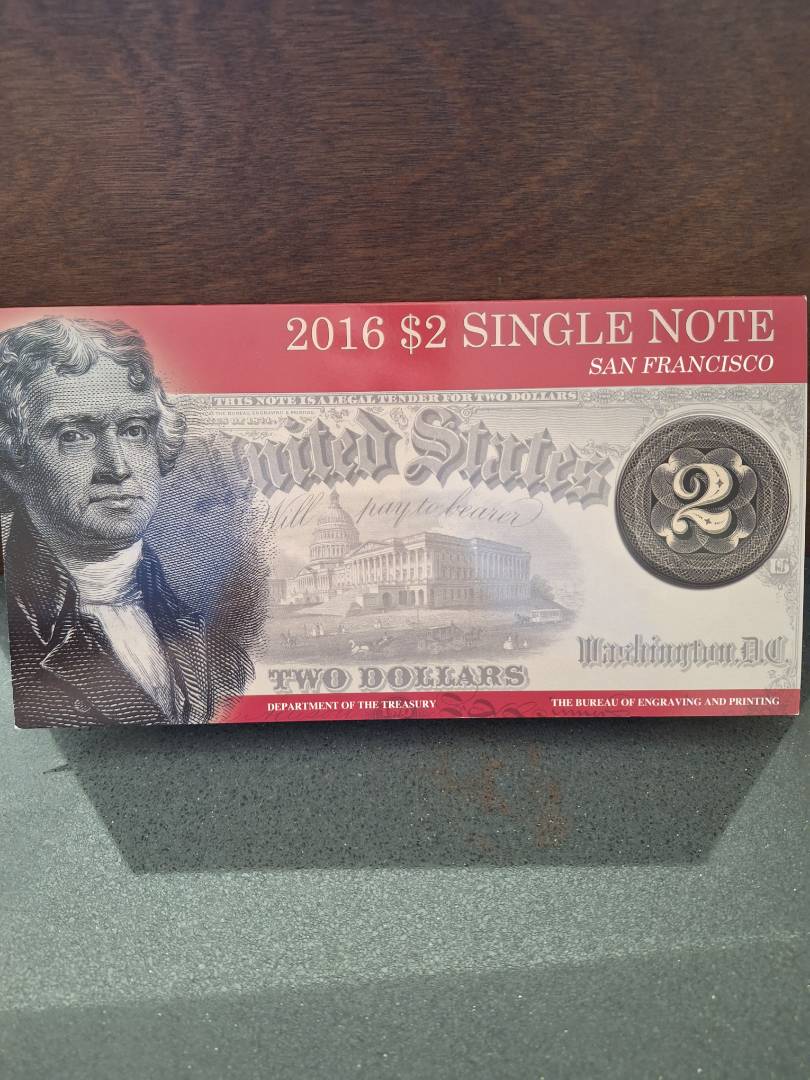 2016 $2 SINGLE NOTE
SAN FRANCISCO
THIS NOTE IS A LEGAL TENDER FOR TWO DOLLARS
United States
Will pay to bearer
2
Washington, D.C.
TWO DOLLARS
DEPARTMENT OF THE TREASURY
THE BUREAU OF ENGRAVING AND PRINTING